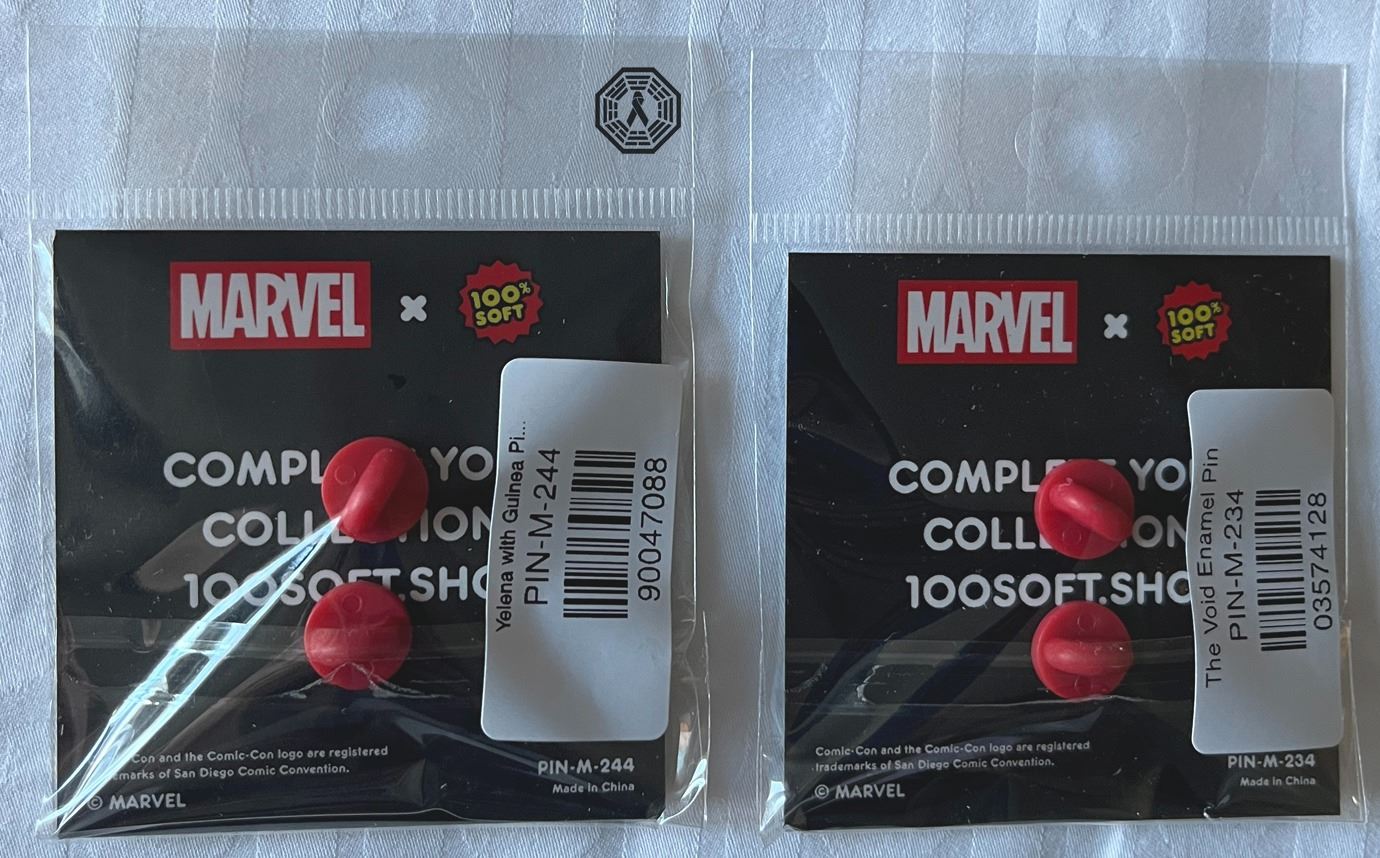 MARVEL x 100% SOFT
COMPL YO
COLL TION
100SOFT.SHO
Yelena with Guinea Pi...
PIN-M-244
90047088
Con and the Comic-Con logo are registered
emarks of San Diego Comic Convention.
© MARVEL
PIN-M-244
Made in China
MARVEL x 100% SOFT
COMPLETE YO
COLL ION
100SOFT.SHO
The Void Enamel Pin
PIN-M-234
03574128
Comic-Con and the Comic-Con logo are registered
trademarks of San Diego Comic Convention.
© MARVEL
PIN-M-234
Made in China